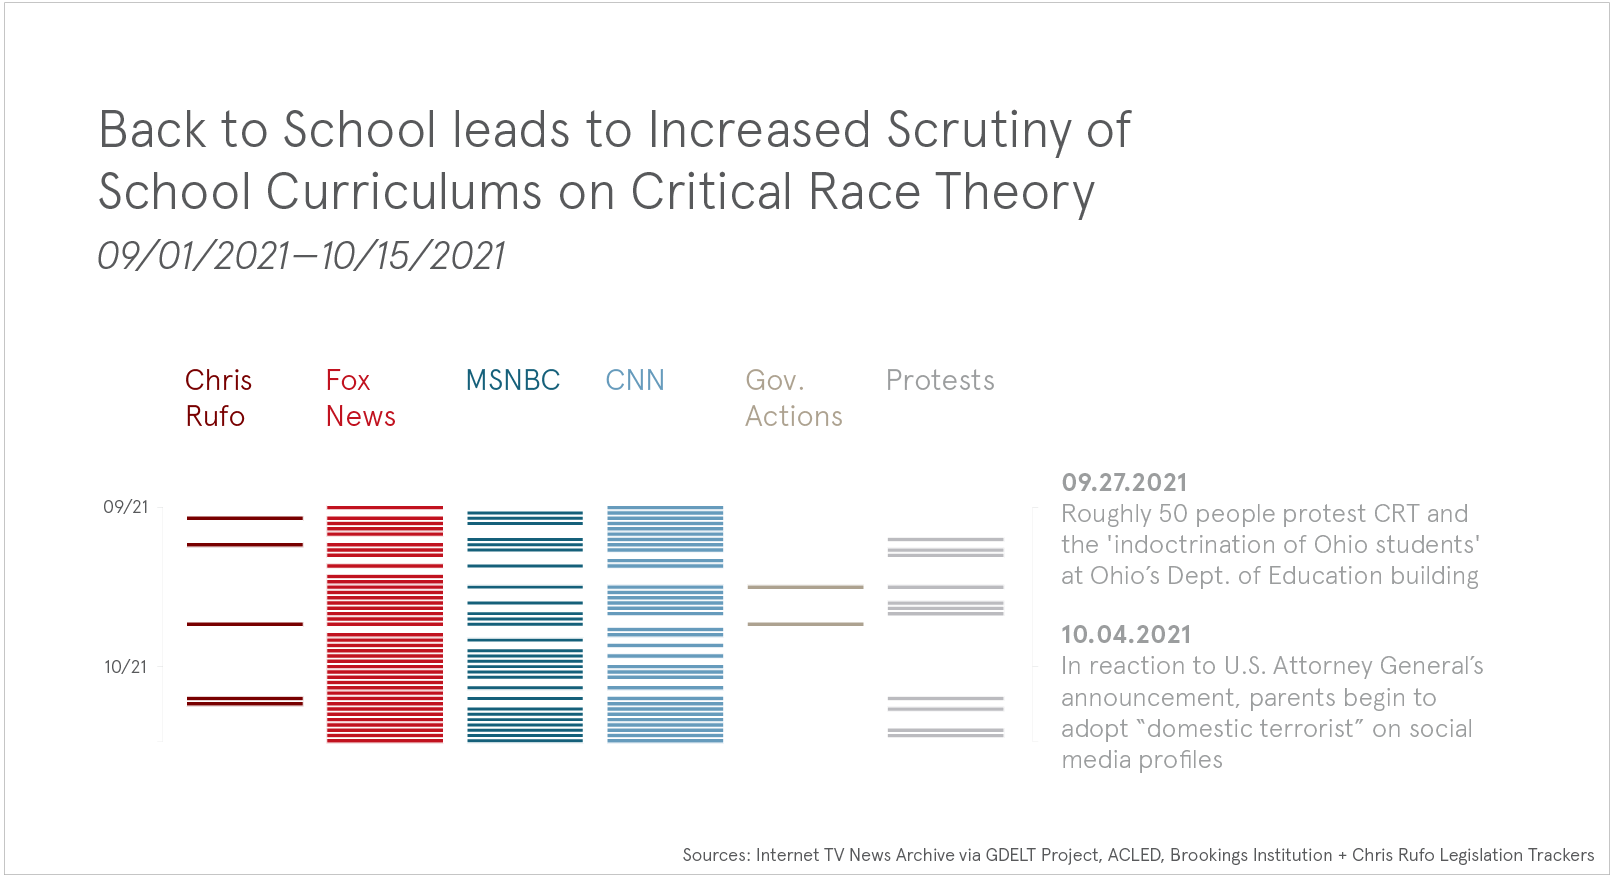 Back to School leads to Increased Scrutiny of
School Curriculums on Critical Race Theory
09/01/2021—10/15/2021
Chris
Rufo
Fox
News
MSNBC
CNN
Gov.
Actions
Protests
09/21
10/21
09.27.2021
Roughly 50 people protest CRT and
the 'indoctrination of Ohio students'
at Ohio’s Dept. of Education building
10.04.2021
In reaction to U.S. Attorney General’s
announcement, parents begin to
adopt “domestic terrorist” on social
media profiles
Sources: Internet TV News Archive via GDELT Project, ACLED, Brookings Institution + Chris Rufo Legislation Trackers